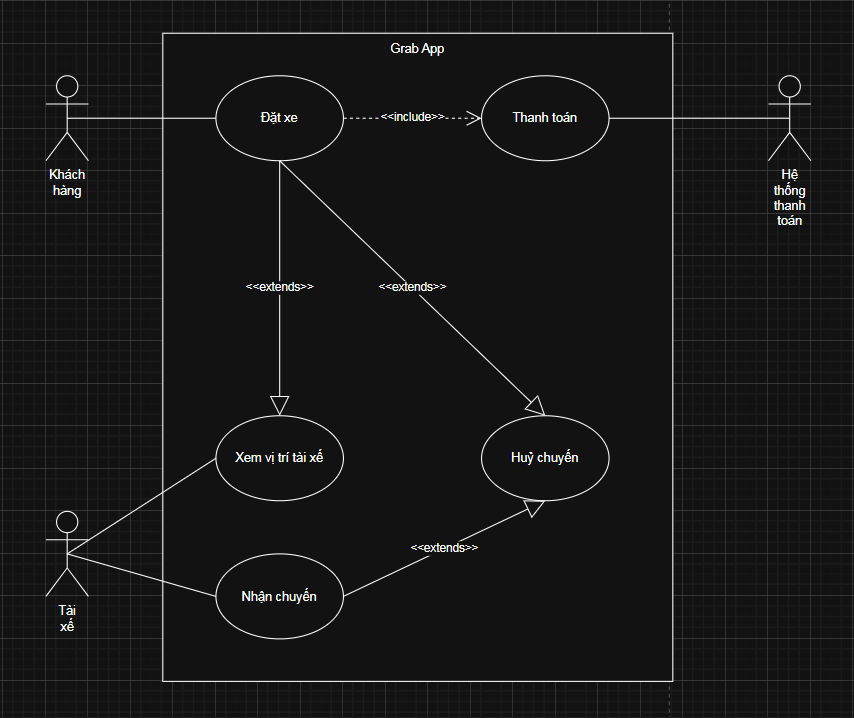 Grab App
Đặt xe
<<include>>
Thanh toán
Khách
hàng
Hệ
thống
thanh
toán
<<extends>>
<<extends>>
Xem vị trí tài xế
Huỷ chuyến
<<extends>>
Nhận chuyến
Tài
xế